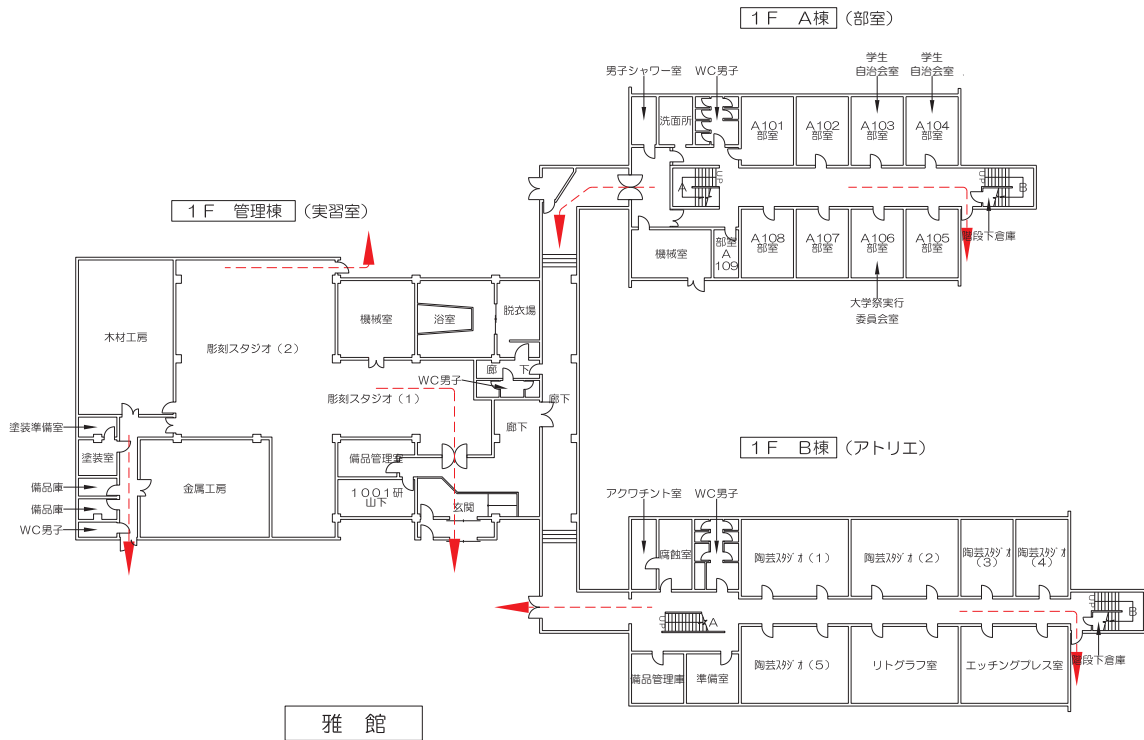 1F A棟 (部室)
学生
自治会室
学生
自治会室
男子シャワー室
WC男子
洗面所
A101
部室
A102
部室
A103
部室
A104
部室
UP
A
UP
B
階段下倉庫
機械室
部室
A
109
A108
部室
A107
部室
A106
部室
A105
部室
大学祭実行
委員会室
1F 管理棟 (実習室)
木材工房
彫刻スタジオ(2)
機械室
浴室
脱衣場
廊 下
WC男子
彫刻スタジオ(1)
廊下
廊下
塗装準備室
塗装室
備品庫
備品庫
WC男子
金属工房
備品管理室
1001研
山下
玄関
1F B棟 (アトリエ)
アクワチント室
WC男子
腐蝕室
陶芸スタジオ(1)
陶芸スタジオ(2)
陶芸スタジオ
(3)
陶芸スタジオ
(4)
UP
A
UP
B
階段下倉庫
備品管理庫
準備室
陶芸スタジオ(5)
リトグラフ室
エッチングプレス室
雅 館